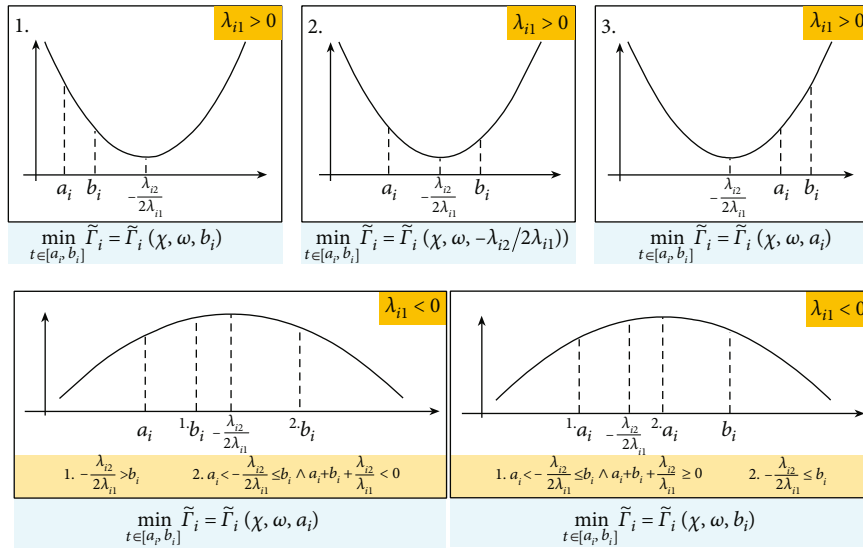 1. λ_{i1} > 0
a_i b_i -λ_{i2}/2λ_{i1}
min_{t∈[a_i, b_i]} Γ̃_i = Γ̃_i (χ, ω, b_i)
2. λ_{i1} > 0
a_i -λ_{i2}/2λ_{i1} b_i
min_{t∈[a_i, b_i]} Γ̃_i = Γ̃_i (χ, ω, -λ_{i2}/2λ_{i1}))
3. λ_{i1} > 0
-λ_{i2}/2λ_{i1} a_i b_i
min_{t∈[a_i, b_i]} Γ̃_i = Γ̃_i (χ, ω, a_i)
λ_{i1} < 0
a_i 1.b_i -λ_{i2}/2λ_{i1} 2.b_i
1. -λ_{i2}/2λ_{i1} >b_i 2. a_i < -λ_{i2}/2λ_{i1} ≤b_i ∧ a_i+b_i + λ_{i2}/λ_{i1} < 0
min_{t∈[a_i, b_i]} Γ̃_i = Γ̃_i (χ, ω, a_i)
λ_{i1} < 0
1.a_i -λ_{i2}/2λ_{i1} 2.a_i b_i
1. a_i < -λ_{i2}/2λ_{i1} ≤b_i ∧ a_i+b_i + λ_{i2}/λ_i ≥ 0 2. -λ_{i2}/2λ_{i1} ≤ b_i
min_{t∈[a_i, b_i]} Γ̃_i = Γ̃_i (χ, ω, b_i)